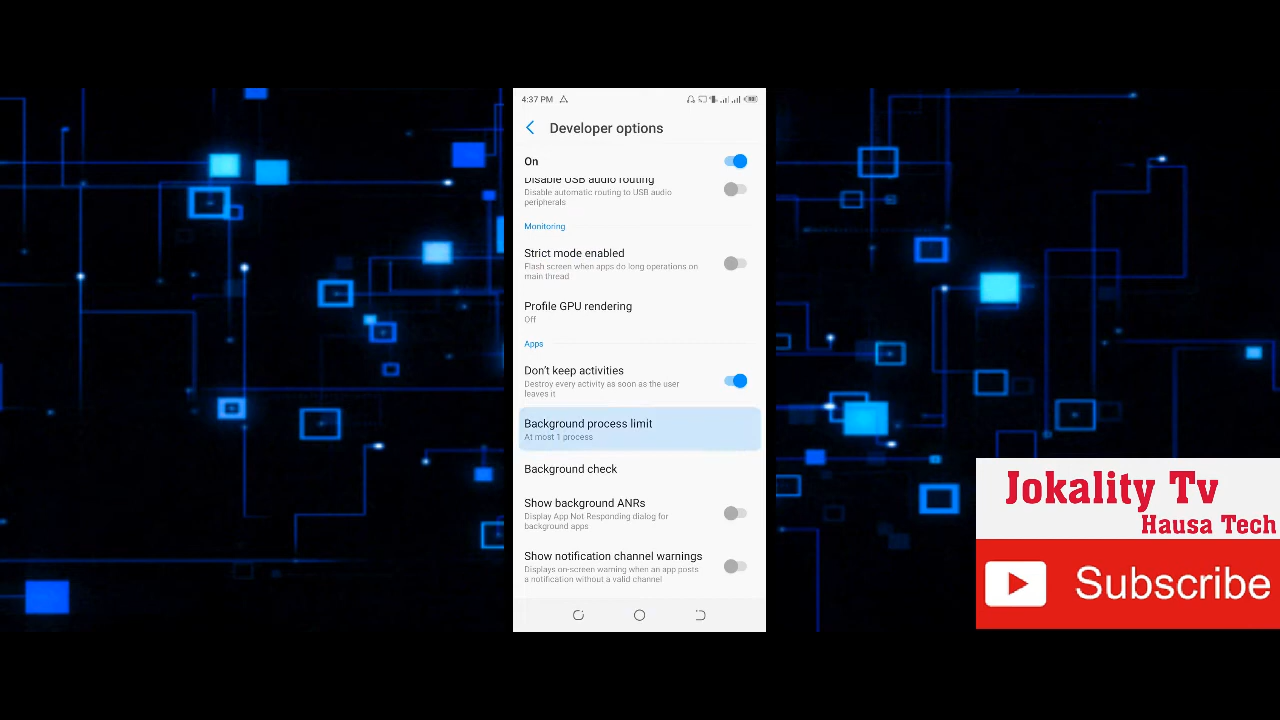 4:37 PM
Developer options
On
Disable USB audio routing
Disable automatic routing to USB audio
peripherals
Monitoring
Strict mode enabled
Flash screen when apps do long operations on
main thread
Profile GPU rendering
Off
Apps
Don't keep activities
Destroy every activity as soon as the user
leaves it
Background process limit
At most 1 process
Background check
Show background ANRs
Display App Not Responding dialog for
background apps
Show notification channel warnings
Displays on-screen warning when an app posts
a notification without a valid channel
Jokality Tv
Hausa Tech
Subscribe